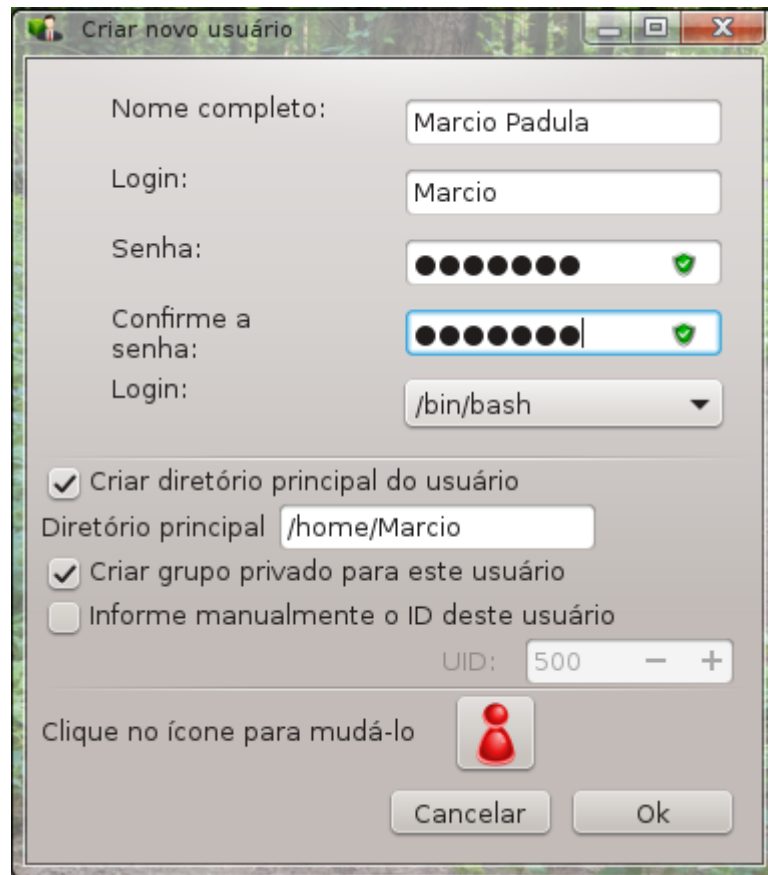 Criar novo usuário
Nome completo: Marcio Padula
Login: Marcio
Senha: ●●●●●●●
Confirme a
senha: ●●●●●●●
Login: /bin/bash
Criar diretório principal do usuário
Diretório principal /home/Marcio
Criar grupo privado para este usuário
Informe manualmente o ID deste usuário
UID: 500 − +
Clique no ícone para mudá-lo
Cancelar Ok